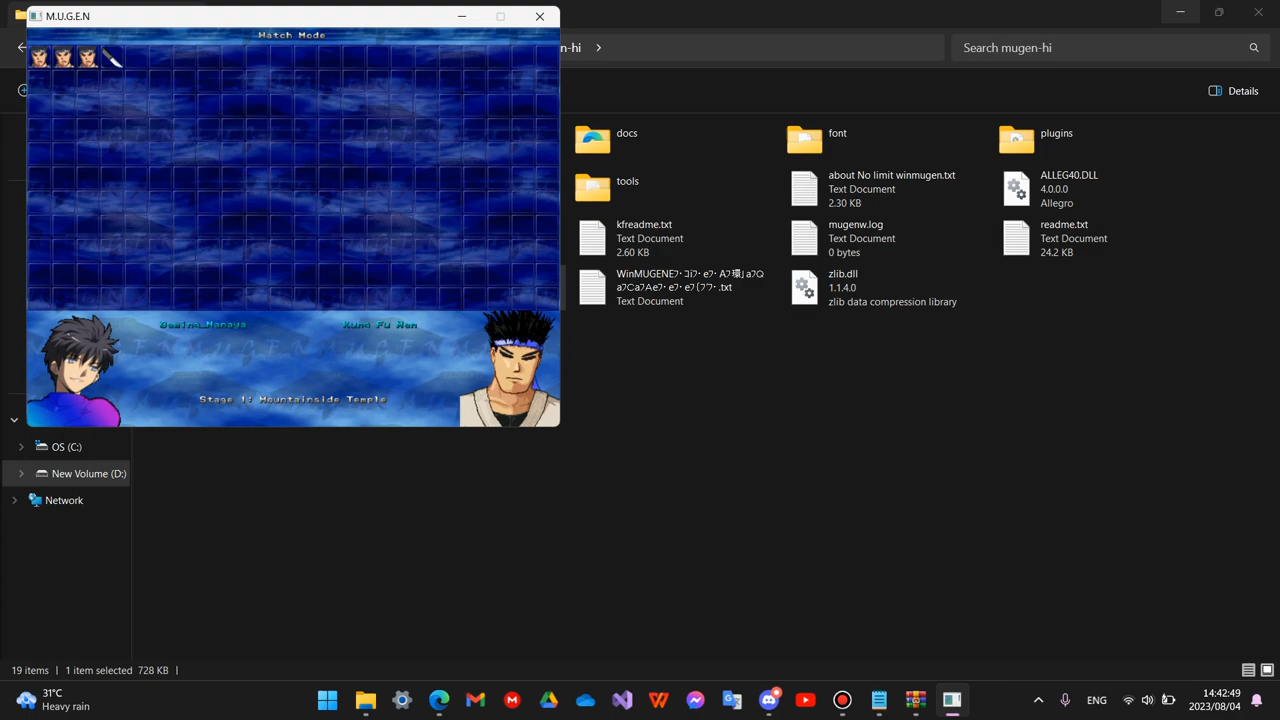 M.U.G.E.N
Watch Mode
Gaming_Nanaya
Kung Fu Man
Stage 1: Mountainside Temple
-hi
Search mugen-hi
Details
docs
font
plugins
tools
about No limit winmugen.txt
Text Document
2.30 KB
ALLEG50.DLL
4.0.0.0
Allegro
kfreadme.txt
Text Document
2.60 KB
mugenw.log
Text Document
0 bytes
readme.txt
Text Document
24.2 KB
Text Document
zlib.dll
1.1.4.0
zlib data compression library
OS (C:)
New Volume (D:)
Network
19 items
1 item selected 728 KB
31°C
Heavy rain
ENG
14:42:49
2023/08/04